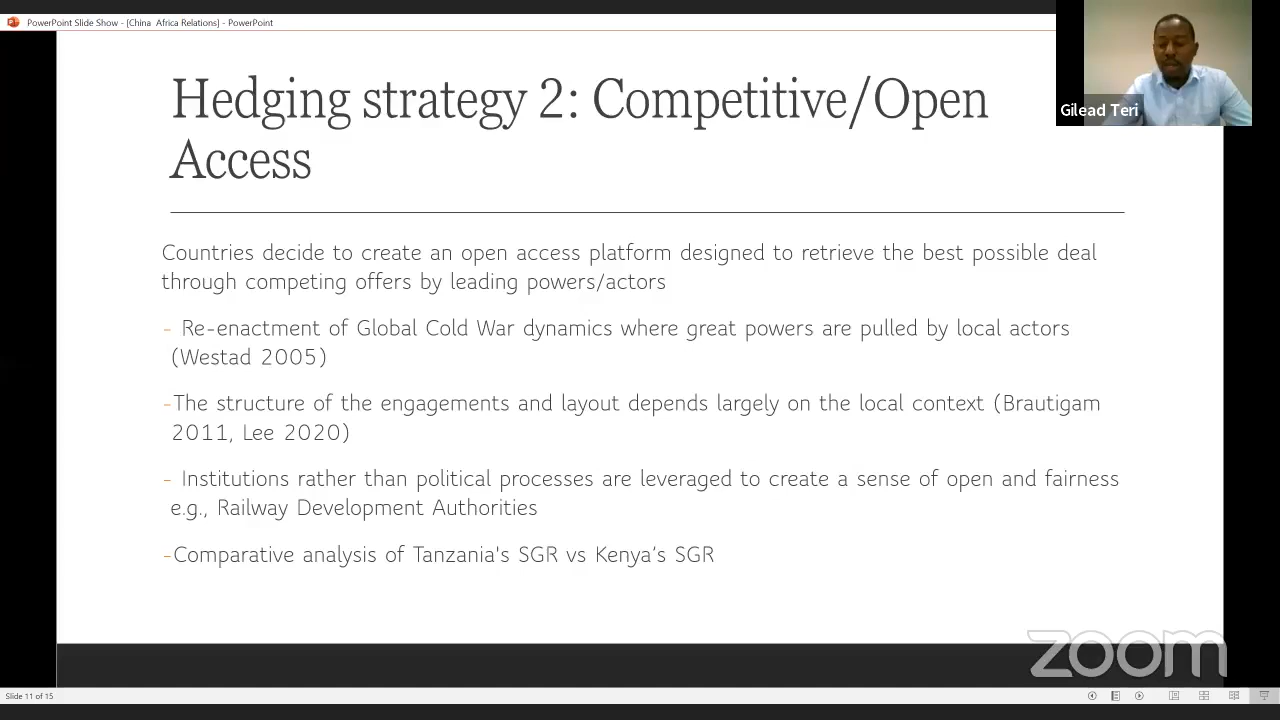 PowerPoint Slide Show - [China  Africa Relations] - PowerPoint
Gilead Teri
Hedging strategy 2: Competitive/Open
Access
Countries decide to create an open access platform designed to retrieve the best possible deal
through competing offers by leading powers/actors
- Re-enactment of Global Cold War dynamics where great powers are pulled by local actors
(Westad 2005)
-The structure of the engagements and layout depends largely on the local context (Brautigam
2011, Lee 2020)
- Institutions rather than political processes are leveraged to create a sense of open and fairness
e.g., Railway Development Authorities
-Comparative analysis of Tanzania's SGR vs Kenya’s SGR
zoom
Slide 11 of 15